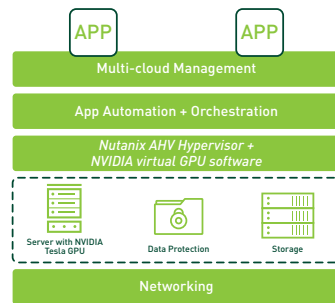 APP APP
Multi-cloud Management
App Automation + Orchestration
Nutanix AHV Hypervisor +
NVIDIA virtual GPU software
Server with NVIDIA
Tesla GPU
Data Protection
Storage
Networking